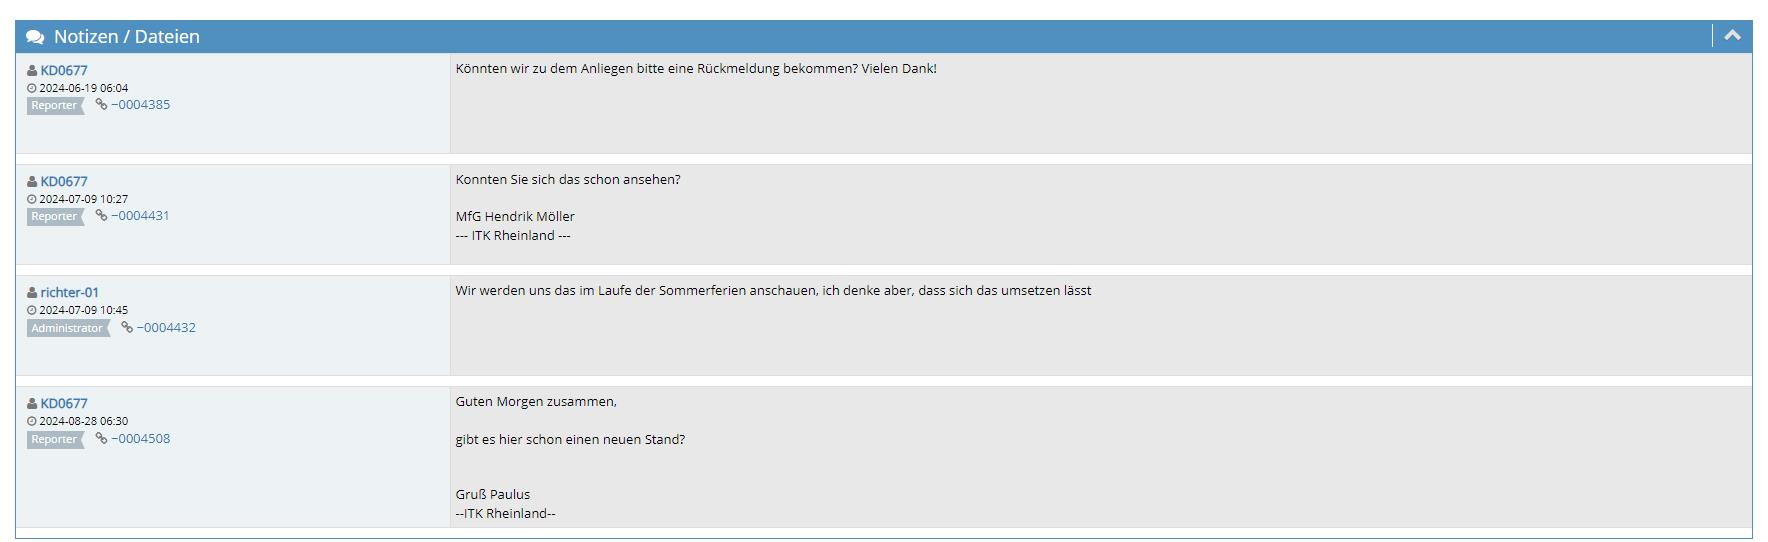 Notizen / Dateien
KD0677
2024-06-19 06:04
Reporter ~0004385
Könnten wir zu dem Anliegen bitte eine Rückmeldung bekommen? Vielen Dank!
KD0677
2024-07-09 10:27
Reporter ~0004431
Konnten Sie sich das schon ansehen?
MfG Hendrik Möller
--- ITK Rheinland ---
richter-01
2024-07-09 10:45
Administrator ~0004432
Wir werden uns das im Laufe der Sommerferien anschauen, ich denke aber, dass sich das umsetzen lässt
KD0677
2024-08-28 06:30
Reporter ~0004508
Guten Morgen zusammen,
gibt es hier schon einen neuen Stand?
Gruß Paulus
--ITK Rheinland--